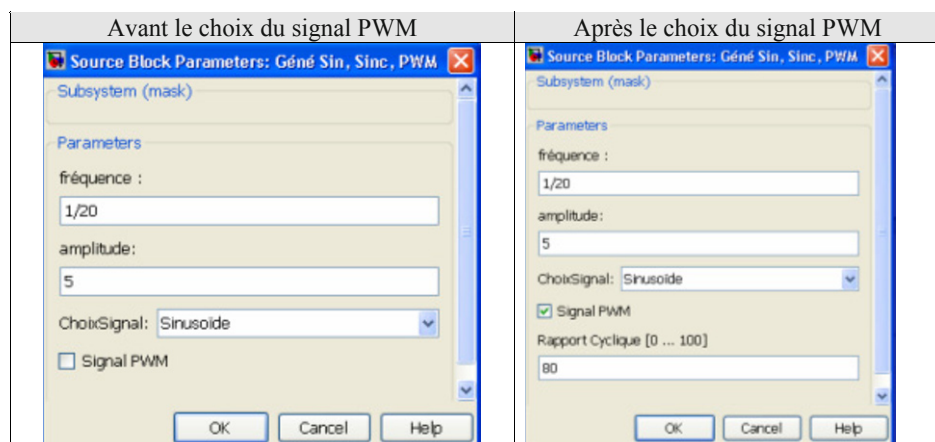 Avant le choix du signal PWM
Source Block Parameters: Géné Sin, Sinc, PWM
Subsystem (mask)
Parameters
fréquence :
1/20
amplitude:
5
ChoixSignal: Sinusoïde
Signal PWM
OK Cancel Help
Après le choix du signal PWM
Source Block Parameters: Géné Sin, Sinc, PWM
Subsystem (mask)
Parameters
fréquence :
1/20
amplitude:
5
ChoixSignal: Sinusoïde
Signal PWM
Rapport Cyclique [0 ... 100]
80
OK Cancel Help